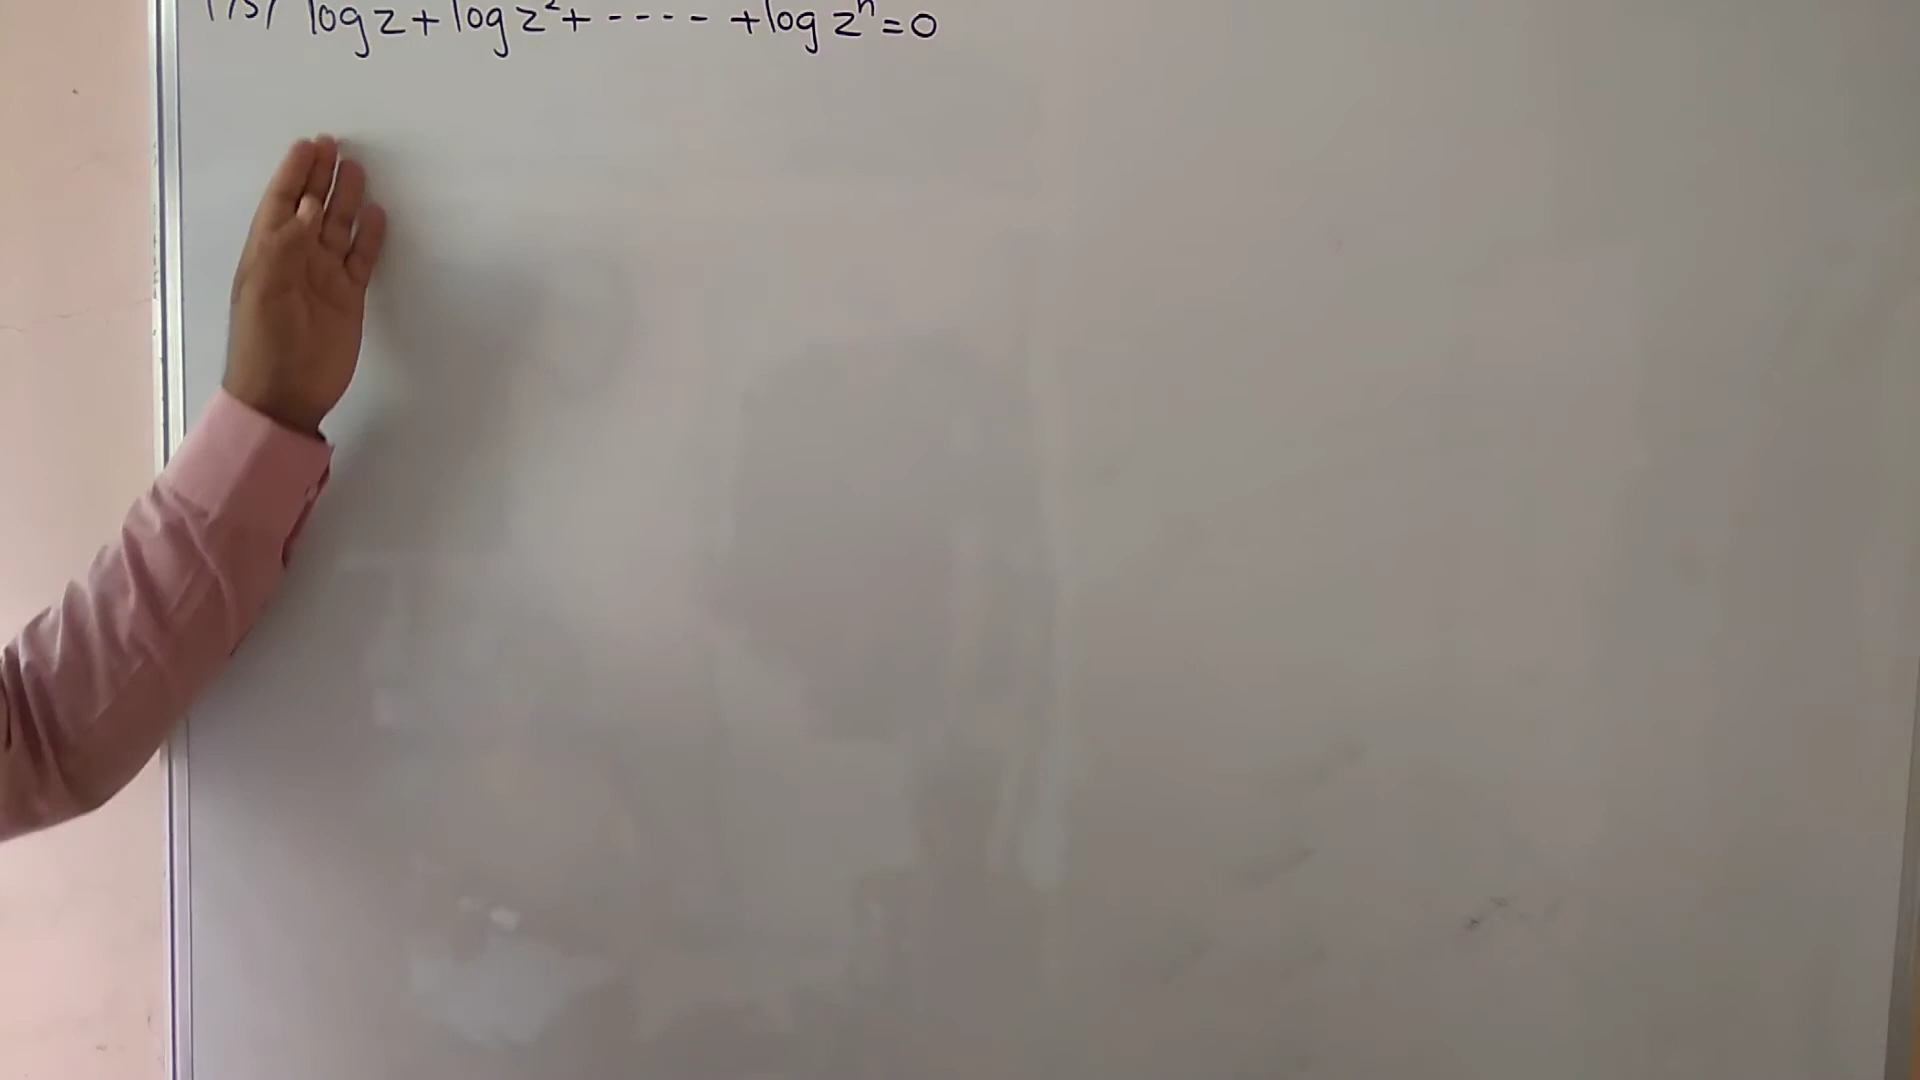 log z + log z² + ---- + log zⁿ = 0